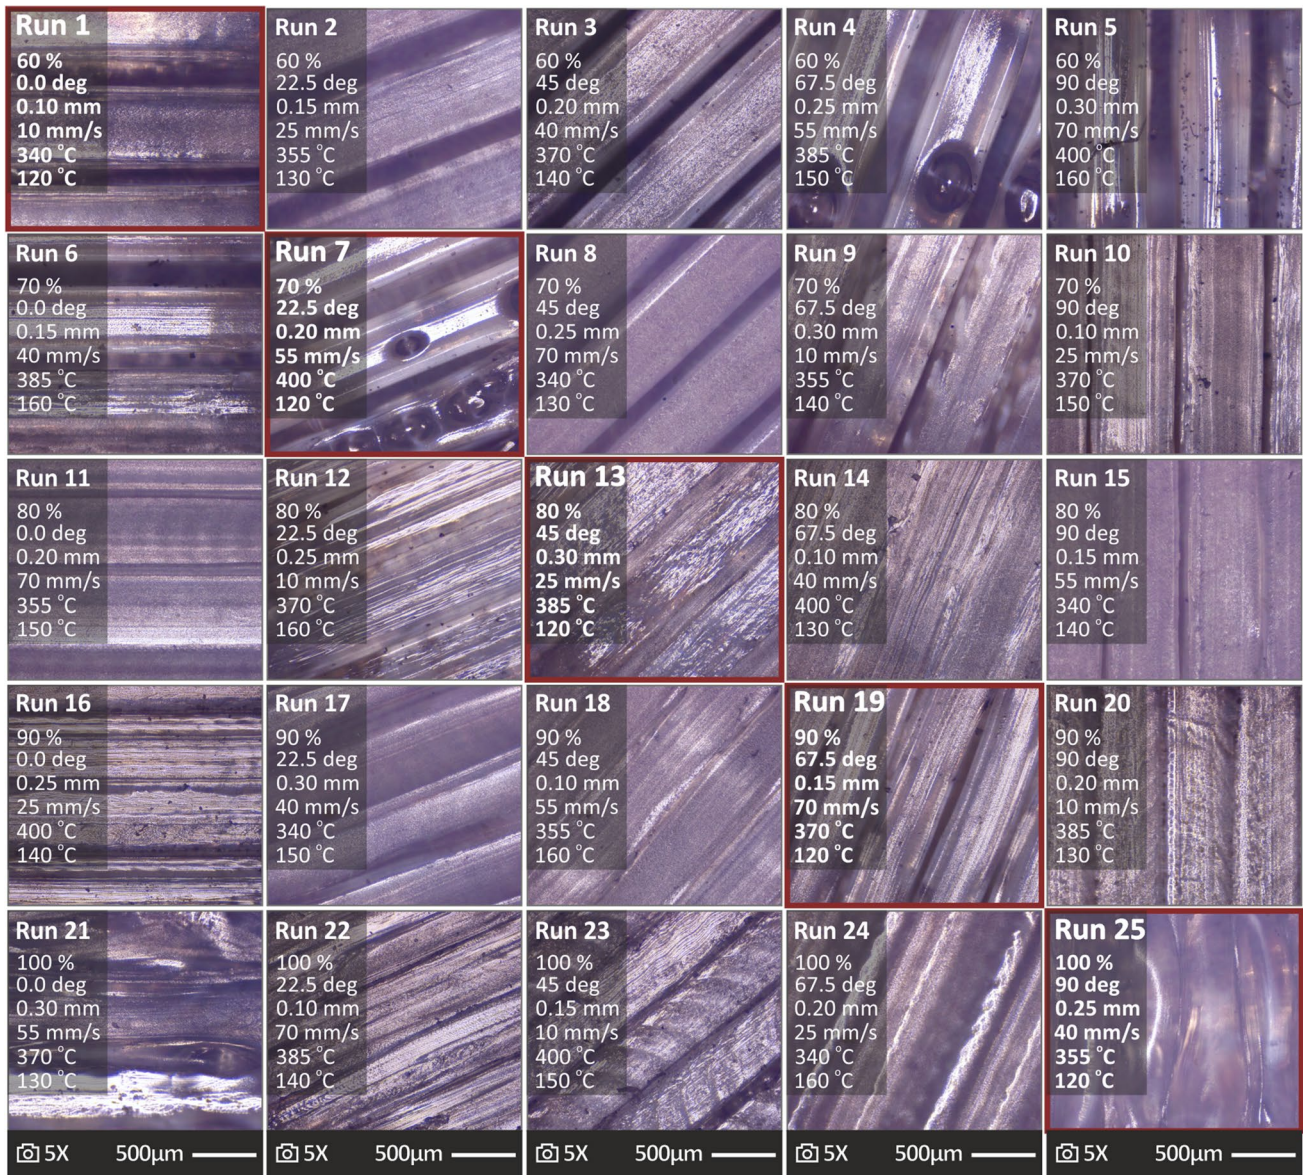 Run 1
60 %
0.0 deg
0.10 mm
10 mm/s
340 °C
120 °C
Run 2
60 %
22.5 deg
0.15 mm
25 mm/s
355 °C
130 °C
Run 3
60 %
45 deg
0.20 mm
40 mm/s
370 °C
140 °C
Run 4
60 %
67.5 deg
0.25 mm
55 mm/s
385 °C
150 °C
Run 5
60 %
90 deg
0.30 mm
70 mm/s
400 °C
160 °C
Run 6
70 %
0.0 deg
0.15 mm
40 mm/s
385 °C
160 °C
Run 7
70 %
22.5 deg
0.20 mm
55 mm/s
400 °C
120 °C
Run 8
70 %
45 deg
0.25 mm
70 mm/s
340 °C
130 °C
Run 9
70 %
67.5 deg
0.30 mm
10 mm/s
355 °C
140 °C
Run 10
70 %
90 deg
0.10 mm
25 mm/s
370 °C
150 °C
Run 11
80 %
0.0 deg
0.20 mm
70 mm/s
355 °C
150 °C
Run 12
80 %
22.5 deg
0.25 mm
10 mm/s
370 °C
160 °C
Run 13
80 %
45 deg
0.30 mm
25 mm/s
385 °C
120 °C
Run 14
80 %
67.5 deg
0.10 mm
40 mm/s
400 °C
130 °C
Run 15
80 %
90 deg
0.15 mm
55 mm/s
340 °C
140 °C
Run 16
90 %
0.0 deg
0.25 mm
25 mm/s
400 °C
140 °C
Run 17
90 %
22.5 deg
0.30 mm
40 mm/s
340 °C
150 °C
Run 18
90 %
45 deg
0.10 mm
55 mm/s
355 °C
160 °C
Run 19
90 %
67.5 deg
0.15 mm
70 mm/s
370 °C
120 °C
Run 20
90 %
90 deg
0.20 mm
10 mm/s
385 °C
130 °C
Run 21
100 %
0.0 deg
0.30 mm
55 mm/s
370 °C
130 °C
Run 22
100 %
22.5 deg
0.10 mm
70 mm/s
385 °C
140 °C
Run 23
100 %
45 deg
0.15 mm
10 mm/s
400 °C
150 °C
Run 24
100 %
67.5 deg
0.20 mm
25 mm/s
340 °C
160 °C
Run 25
100 %
90 deg
0.25 mm
40 mm/s
355 °C
120 °C
5X 500µm
5X 500µm
5X 500µm
5X 500µm
5X 500µm